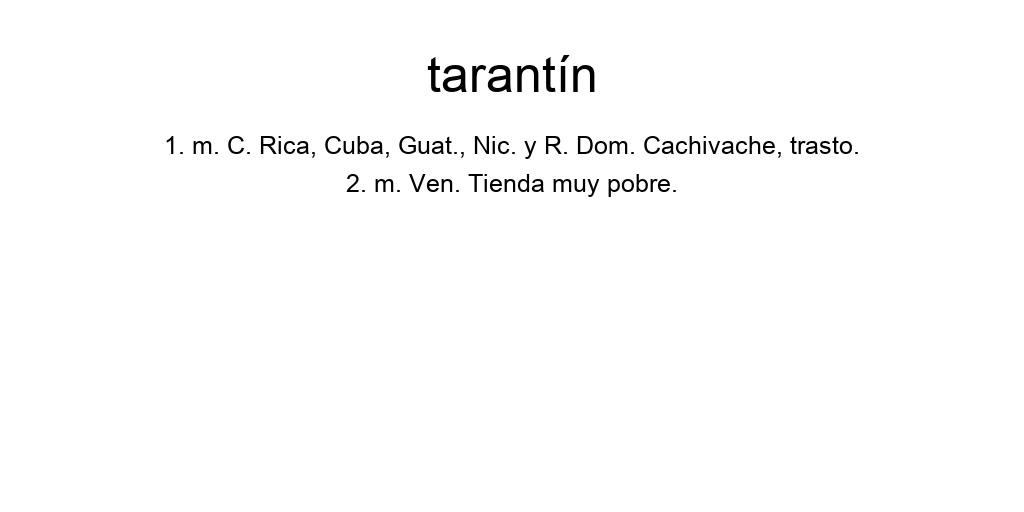 tarantín
1. m. C. Rica, Cuba, Guat., Nic. y R. Dom. Cachivache, trasto.
2. m. Ven. Tienda muy pobre.